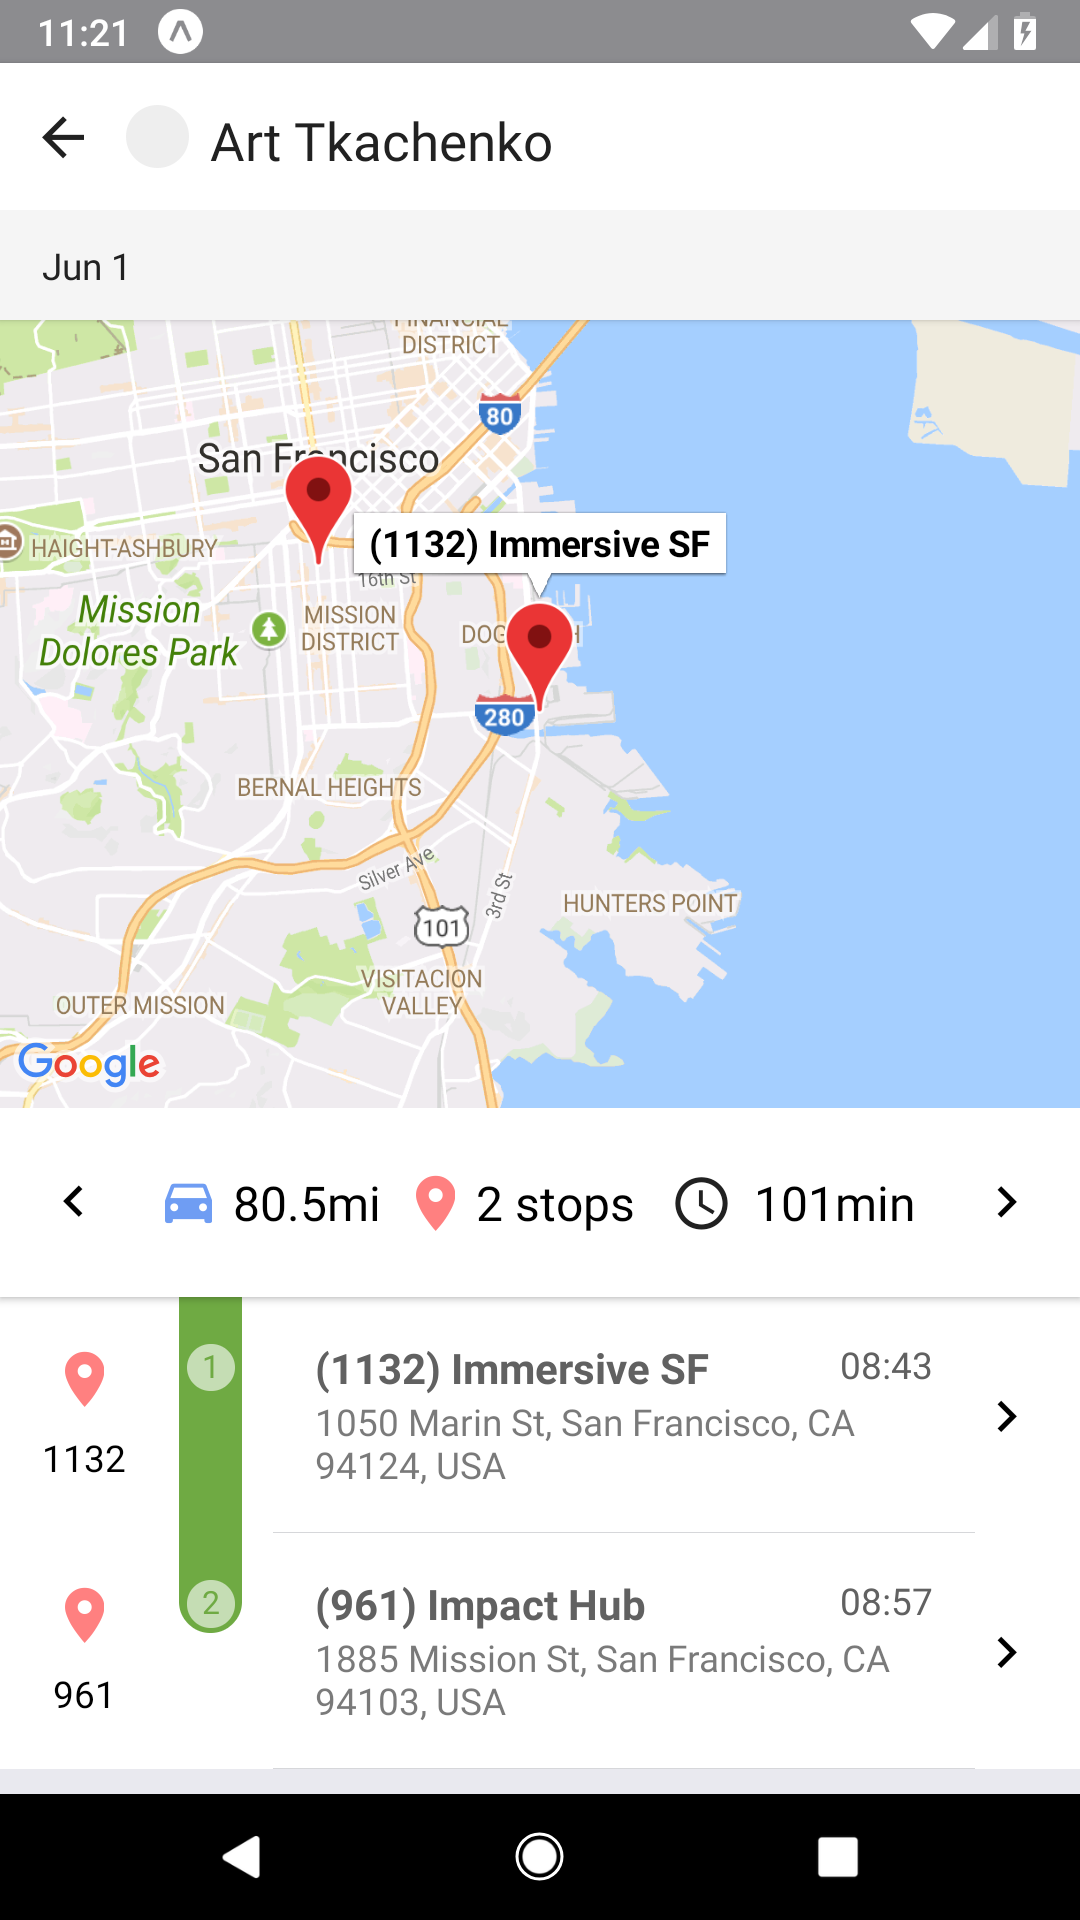 11:21
Art Tkachenko
Jun 1
FINANCIAL
DISTRICT
80
San Francisco
(1132) Immersive SF
HAIGHT-ASHBURY
16th St
Mission
Dolores Park
MISSION
DISTRICT
280
BERNAL HEIGHTS
Silver Ave
3rd St
HUNTERS POINT
101
VISITACION
VALLEY
OUTER MISSION
Google
80.5mi 2 stops 101min
1 (1132) Immersive SF 08:43
1050 Marin St, San Francisco, CA
94124, USA
1132
2 (961) Impact Hub 08:57
1885 Mission St, San Francisco, CA
94103, USA
961